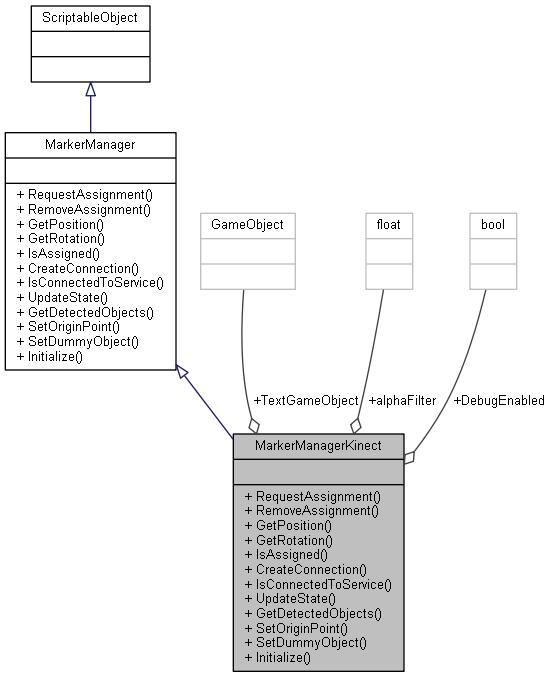 ScriptableObject
MarkerManager
+ RequestAssignment()
+ RemoveAssignment()
+ GetPosition()
+ GetRotation()
+ IsAssigned()
+ CreateConnection()
+ IsConnectedToService()
+ UpdateState()
+ GetDetectedObjects()
+ SetOriginPoint()
+ SetDummyObject()
+ Initialize()
GameObject
float
bool
+TextGameObject
+alphaFilter
+DebugEnabled
MarkerManagerKinect
+ RequestAssignment()
+ RemoveAssignment()
+ GetPosition()
+ GetRotation()
+ IsAssigned()
+ CreateConnection()
+ IsConnectedToService()
+ UpdateState()
+ GetDetectedObjects()
+ SetOriginPoint()
+ SetDummyObject()
+ Initialize()